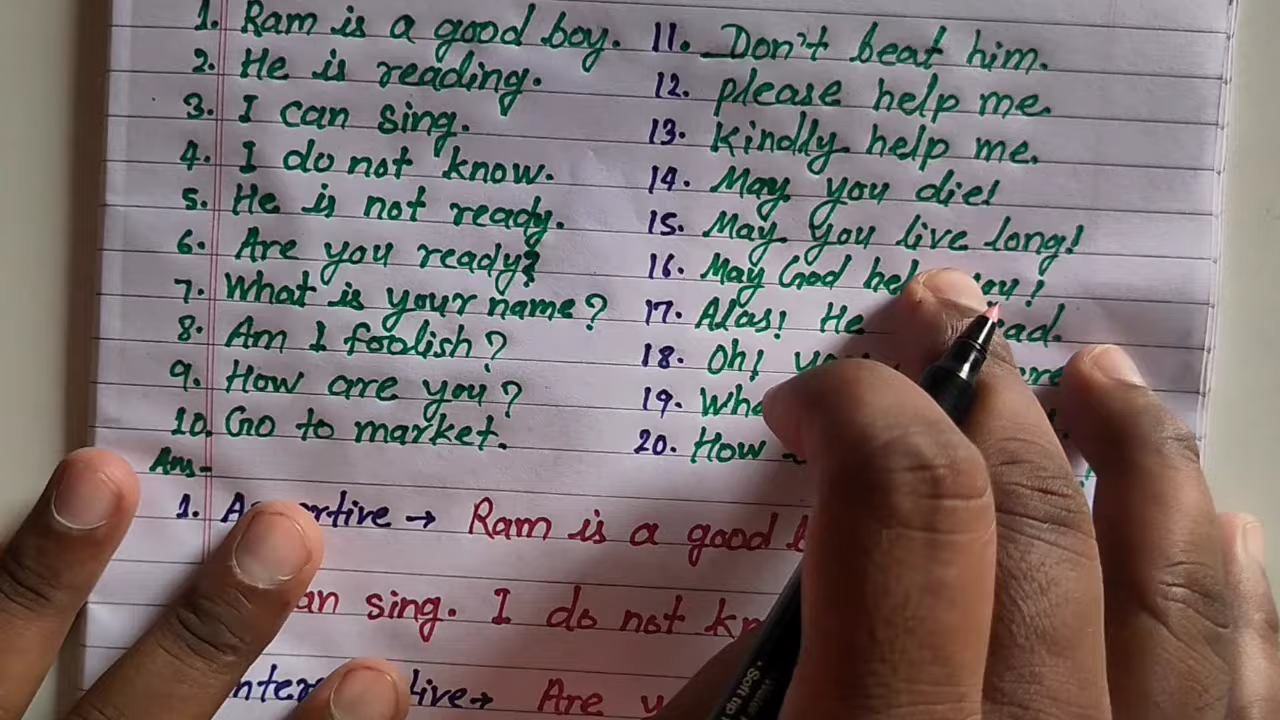 1. Ram is a good boy.
2. He is reading.
3. I can sing.
4. I do not know.
5. He is not ready.
6. Are you ready?
7. What is your name?
8. Am I foolish?
9. How are you?
10. Go to market.
11. Don't beat him.
12. please help me.
13. Kindly help me.
14. May you die!
15. May you live long!
16. May God
17. Alas! He
18. Oh!
19.
20. How
Ans-
1. → Ram is a good
sing. I do not
→ Are